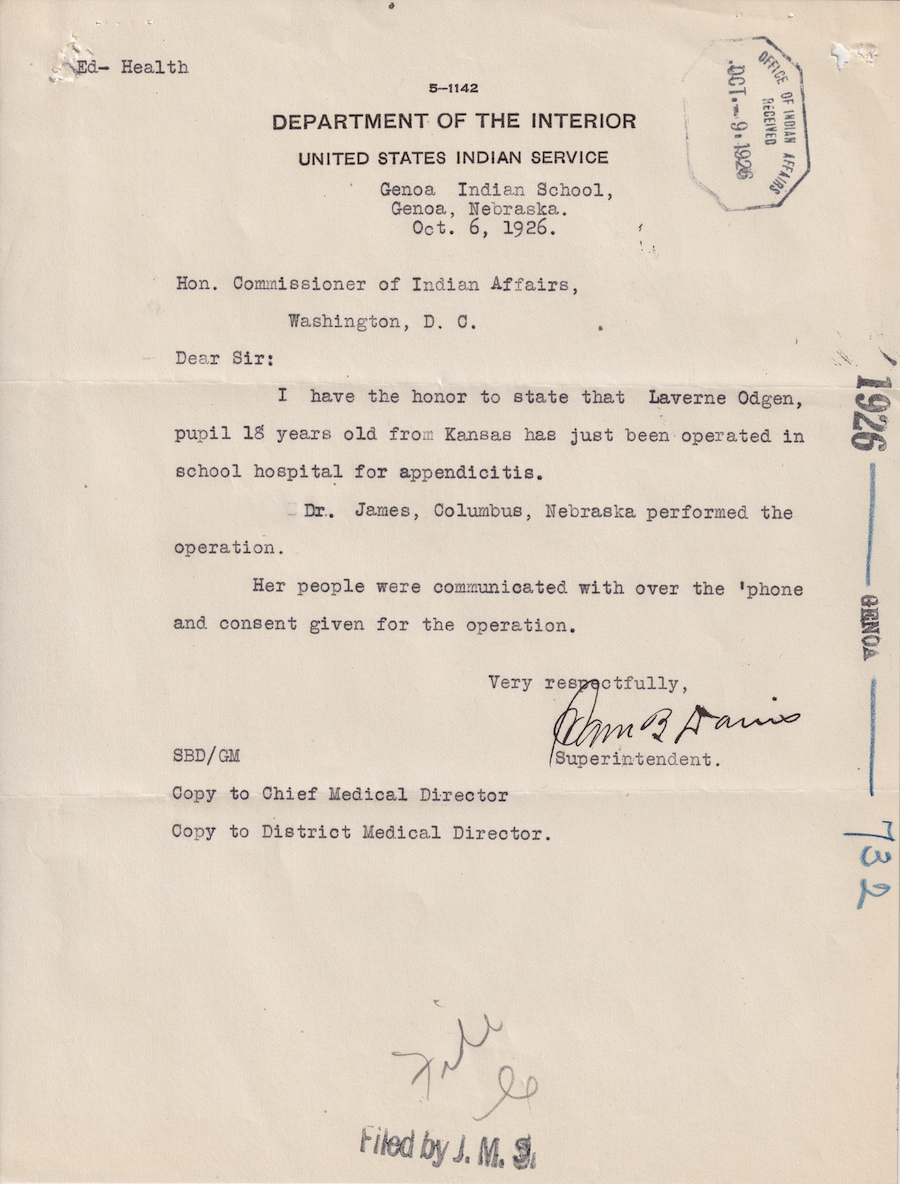 Ed- Health
5—1142
DEPARTMENT OF THE INTERIOR
UNITED STATES INDIAN SERVICE
OFFICE OF INDIAN AFFAIRS
RECEIVED
OCT.-9.1926
Genoa Indian School,
Genoa, Nebraska.
Oct. 6, 1926.
Hon. Commissioner of Indian Affairs,
Washington, D. C.
Dear Sir:
I have the honor to state that Laverne Odgen,
pupil 18 years old from Kansas has just been operated in
school hospital for appendicitis.
Dr. James, Columbus, Nebraska performed the
operation.
Her people were communicated with over the 'phone
and consent given for the operation.
Very respectfully,
Sam B Davis
Superintendent.
SBD/GM
Copy to Chief Medical Director
Copy to District Medical Director.
1926
GENOA
732
File
Filed by J. M. S.